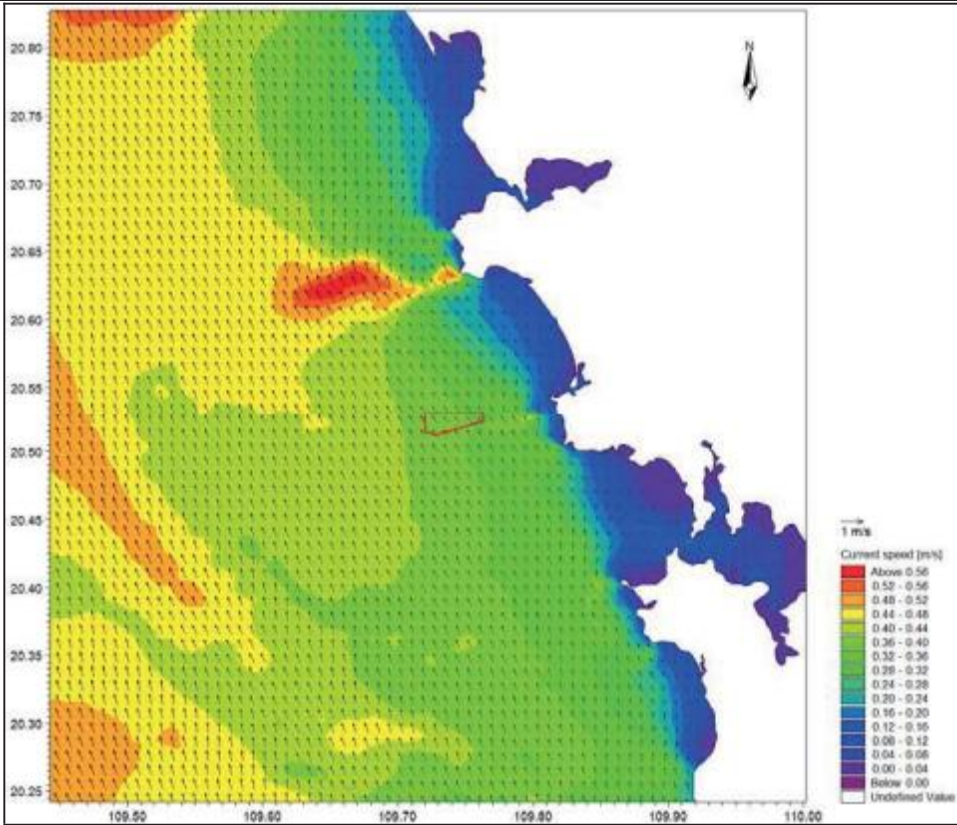 N
20.80
20.75
20.70
20.65
20.60
20.55
20.50
20.45
20.40
20.35
20.30
20.25
109.50 109.60 109.70 109.80 109.90 110.00
1 m/s
Current speed [m/s]
Above 0.56
0.52 - 0.56
0.48 - 0.52
0.44 - 0.48
0.40 - 0.44
0.36 - 0.40
0.32 - 0.36
0.28 - 0.32
0.24 - 0.28
0.20 - 0.24
0.16 - 0.20
0.12 - 0.16
0.08 - 0.12
0.04 - 0.08
0.00 - 0.04
Below 0.00
Undefined Value